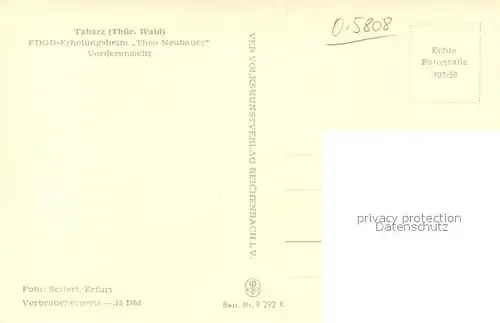 Tabarz (Thür. Wald)
FDGB-Erholungsheim „Theo Neubauer"
Vorderansicht
0.5808
Echte
Fotografie
VEB VOLKSKUNSTVERLAG REICHENBACH I. V.
privacy protection
Datenschutz
Foto: Seifert, Erfurt
Verbraucherpreis —.15 DM
Best. Nr. 9 292 K